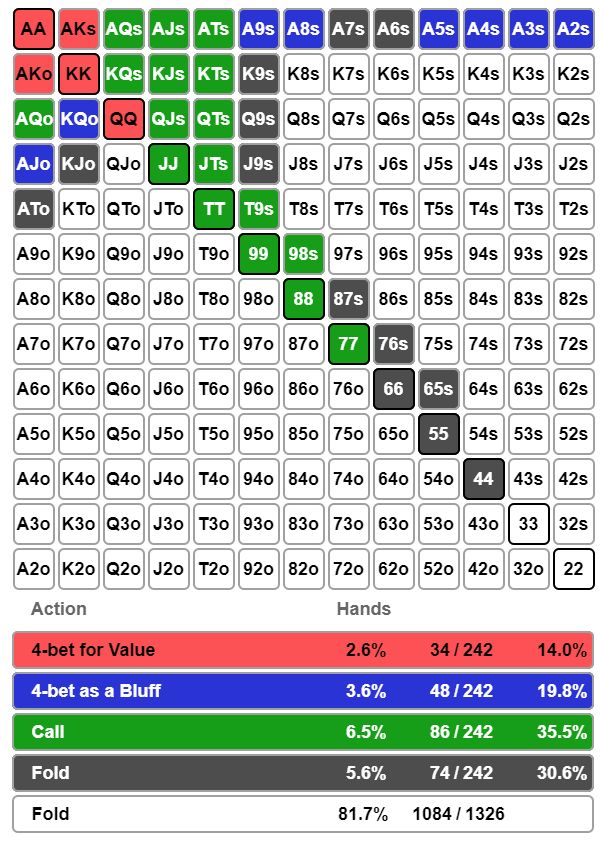 AA AKs AQs AJs ATs A9s A8s A7s A6s A5s A4s A3s A2s
AKo KK KQs KJs KTs K9s K8s K7s K6s K5s K4s K3s K2s
AQo KQo QQ QJs QTs Q9s Q8s Q7s Q6s Q5s Q4s Q3s Q2s
AJo KJo QJo JJ JTs J9s J8s J7s J6s J5s J4s J3s J2s
ATo KTo QTo JTo TT T9s T8s T7s T6s T5s T4s T3s T2s
A9o K9o Q9o J9o T9o 99 98s 97s 96s 95s 94s 93s 92s
A8o K8o Q8o J8o T8o 98o 88 87s 86s 85s 84s 83s 82s
A7o K7o Q7o J7o T7o 97o 87o 77 76s 75s 74s 73s 72s
A6o K6o Q6o J6o T6o 96o 86o 76o 66 65s 64s 63s 62s
A5o K5o Q5o J5o T5o 95o 85o 75o 65o 55 54s 53s 52s
A4o K4o Q4o J4o T4o 94o 84o 74o 64o 54o 44 43s 42s
A3o K3o Q3o J3o T3o 93o 83o 73o 63o 53o 43o 33 32s
A2o K2o Q2o J2o T2o 92o 82o 72o 62o 52o 42o 32o 22
Action Hands
4-bet for Value 2.6% 34 / 242 14.0%
4-bet as a Bluff 3.6% 48 / 242 19.8%
Call 6.5% 86 / 242 35.5%
Fold 5.6% 74 / 242 30.6%
Fold 81.7% 1084 / 1326